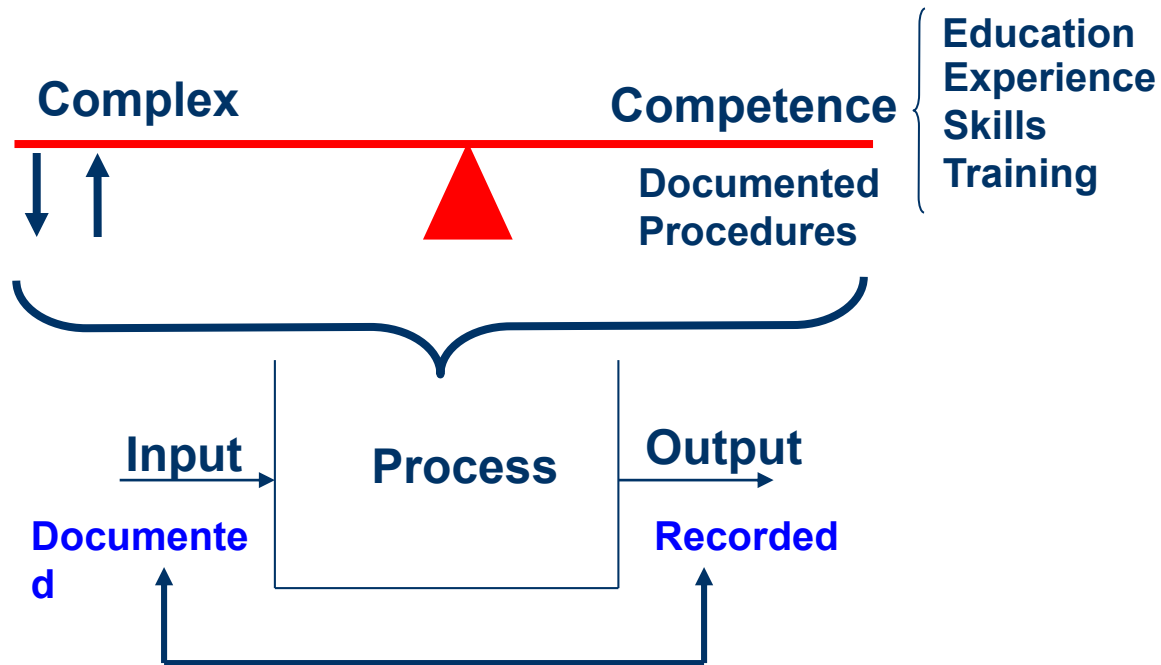 Complex
Competence
Education
Experience
Skills
Training
Documented
Procedures
Input
Process
Output
Documente
d
Recorded